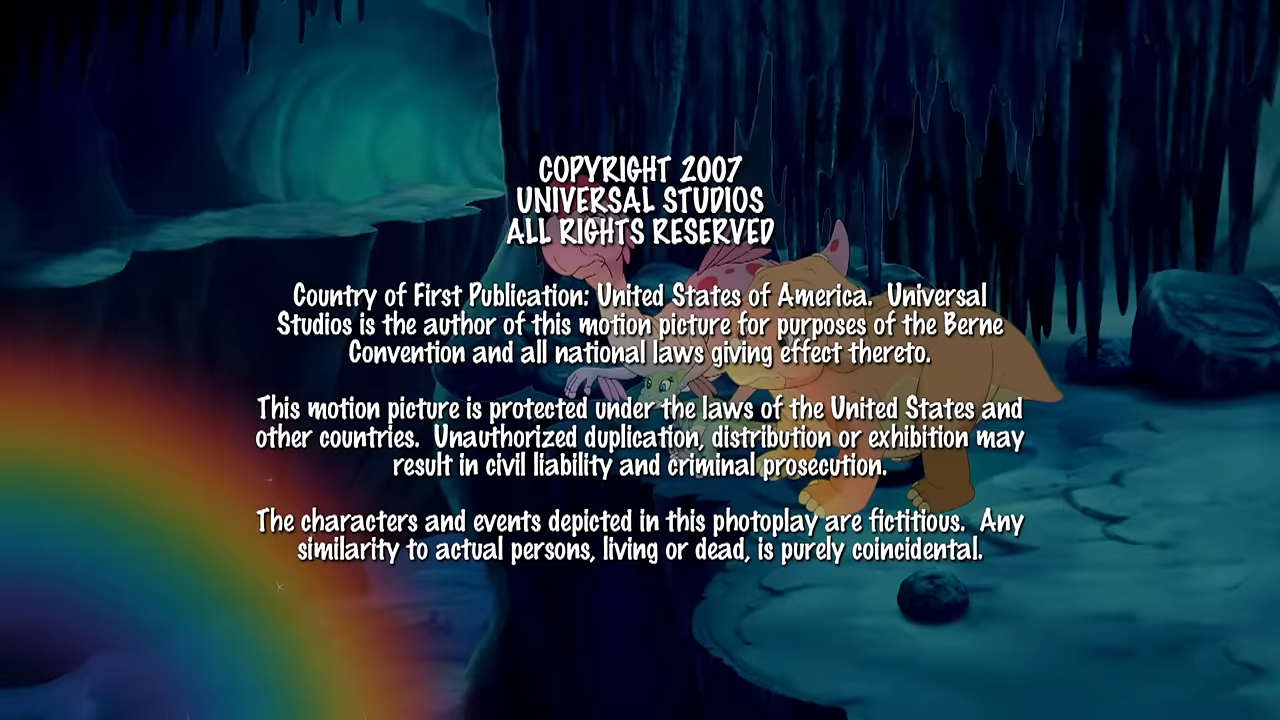 COPYRIGHT 2007
UNIVERSAL STUDIOS
ALL RIGHTS RESERVED
Country of First Publication: United States of America.  Universal
Studios is the author of this motion picture for purposes of the Berne
Convention and all national laws giving effect thereto.
This motion picture is protected under the laws of the United States and
other countries.  Unauthorized duplication, distribution or exhibition may
result in civil liability and criminal prosecution.
The characters and events depicted in this photoplay are fictitious.  Any
similarity to actual persons, living or dead, is purely coincidental.